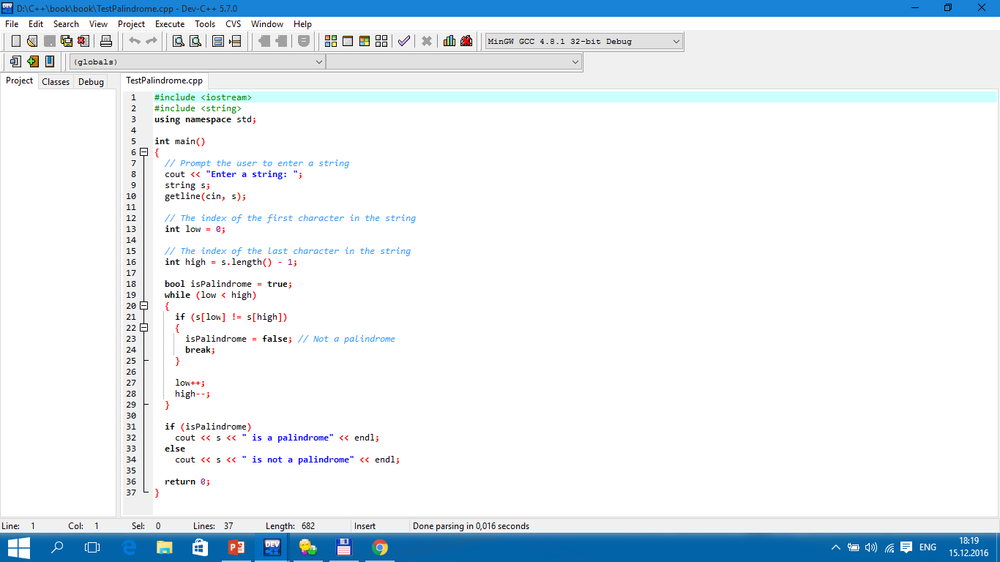 D:\C++\book\book\TestPalindrome.cpp - Dev-C++ 5.7.0
File Edit Search View Project Execute Tools CVS Window Help
MinGW GCC 4.8.1 32-bit Debug
(globals)
Project Classes Debug TestPalindrome.cpp
1 #include <iostream>
2 #include <string>
3 using namespace std;
4
5 int main()
6 {
7 // Prompt the user to enter a string
8 cout << "Enter a string: ";
9 string s;
10 getline(cin, s);
11
12 // The index of the first character in the string
13 int low = 0;
14
15 // The index of the last character in the string
16 int high = s.length() - 1;
17
18 bool isPalindrome = true;
19 while (low < high)
20 {
21 if (s[low] != s[high])
22 {
23 isPalindrome = false; // Not a palindrome
24 break;
25 }
26
27 low++;
28 high--;
29 }
30
31 if (isPalindrome)
32 cout << s << " is a palindrome" << endl;
33 else
34 cout << s << " is not a palindrome" << endl;
35
36 return 0;
37 }
Line: 1 Col: 1 Sel: 0 Lines: 37 Length: 682 Insert Done parsing in 0,016 seconds
DEV C++ ENG 18:19
15.12.2016